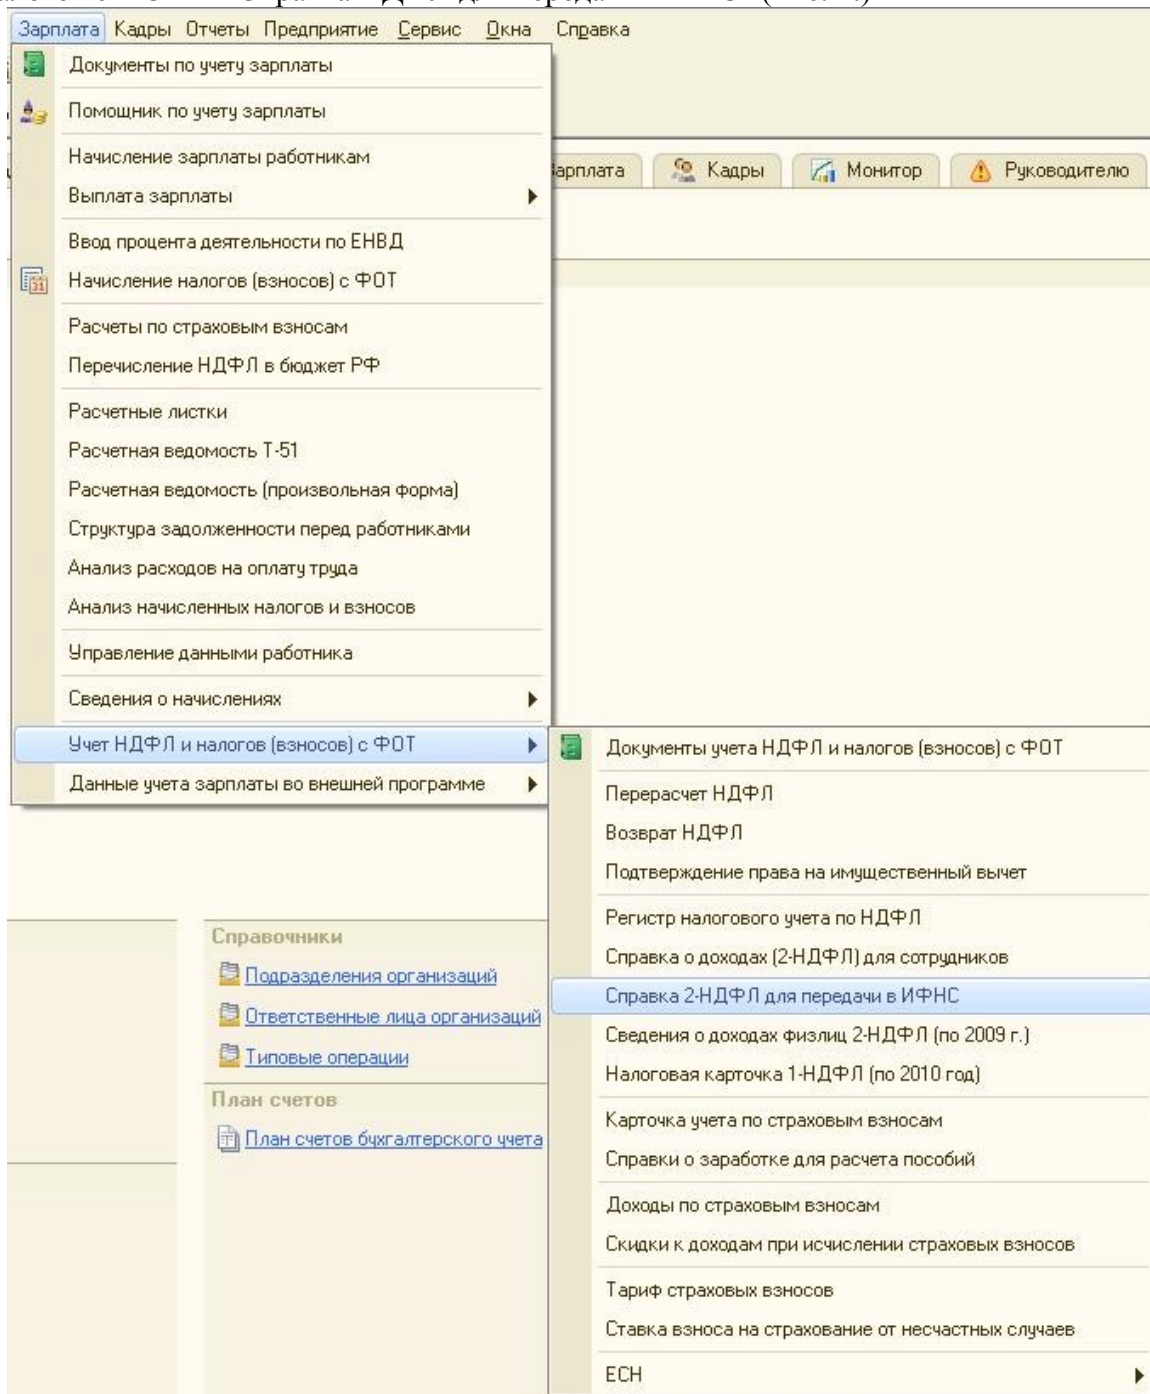 Зарплата Кадры Отчеты Предприятие Сервис Окна Справка
Документы по учету зарплаты
Помощник по учету зарплаты
Начисление зарплаты работникам
Выплата зарплаты
Ввод процента деятельности по ЕНВД
Начисление налогов (взносов) с ФОТ
Расчеты по страховым взносам
Перечисление НДФЛ в бюджет РФ
Расчетные листки
Расчетная ведомость Т-51
Расчетная ведомость (произвольная форма)
Структура задолженности перед работниками
Анализ расходов на оплату труда
Анализ начисленных налогов и взносов
Управление данными работника
Сведения о начислениях
Учет НДФЛ и налогов (взносов) с ФОТ
Данные учета зарплаты во внешней программе
арплата Кадры Монитор Руководителю
Документы учета НДФЛ и налогов (взносов) с ФОТ
Перерасчет НДФЛ
Возврат НДФЛ
Подтверждение права на имущественный вычет
Регистр налогового учета по НДФЛ
Справка о доходах (2-НДФЛ) для сотрудников
Справка 2-НДФЛ для передачи в ИФНС
Сведения о доходах физлиц 2-НДФЛ (по 2009 г.)
Налоговая карточка 1-НДФЛ (по 2010 год)
Карточка учета по страховым взносам
Справки о заработке для расчета пособий
Доходы по страховым взносам
Скидки к доходам при исчислении страховых взносов
Тариф страховых взносов
Ставка взноса на страхование от несчастных случаев
ЕСН
Справочники
Подразделения организаций
Ответственные лица организаций
Типовые операции
План счетов
План счетов бухгалтерского учета